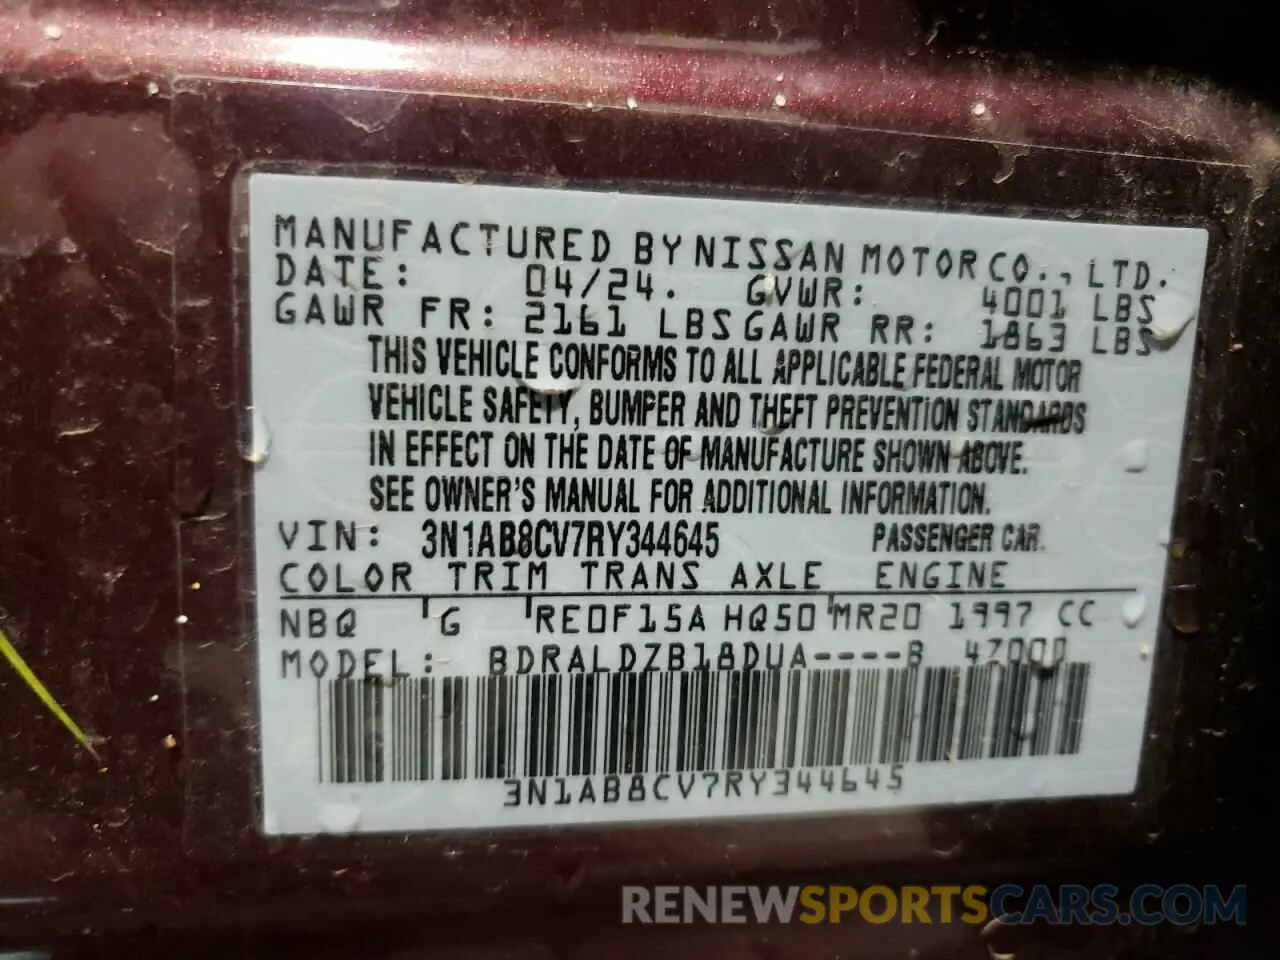 MANUFACTURED BY NISSAN MOTOR CO., LTD.
DATE: 04/24. GVWR: 4001 LBS
GAWR FR: 2161 LBS GAWR RR: 1863 LBS
THIS VEHICLE CONFORMS TO ALL APPLICABLE FEDERAL MOTOR
VEHICLE SAFETY, BUMPER AND THEFT PREVENTION STANDARDS
IN EFFECT ON THE DATE OF MANUFACTURE SHOWN ABOVE.
SEE OWNER'S MANUAL FOR ADDITIONAL INFORMATION.
VIN: 3N1AB8CV7RY344645 PASSENGER CAR.
COLOR TRIM TRANS AXLE ENGINE
NBQ G RE0F15A HQ50 MR20 1997 CC
MODEL: BDRALDZB18DUA----B 47000
3N1AB8CV7RY344645
RENEWSPORTSCARS.COM